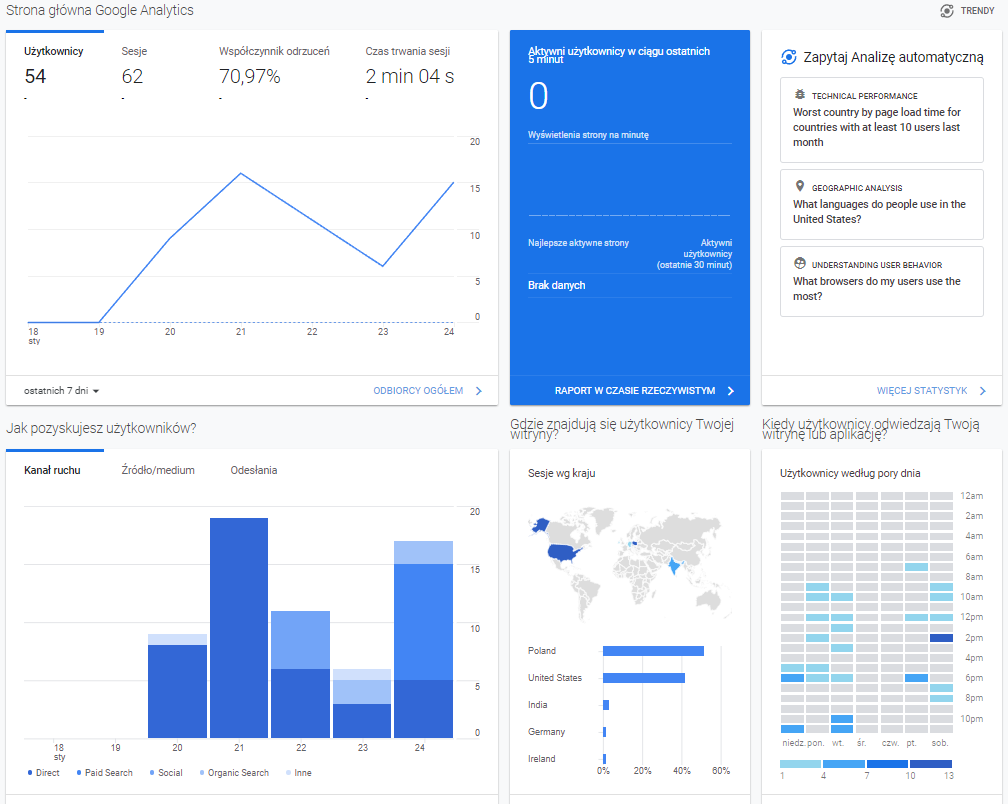 Strona główna Google Analytics
TRENDY
Użytkownicy
54
-
Sesje
62
-
Współczynnik odrzuceń
70,97%
-
Czas trwania sesji
2 min 04 s
-
20
15
10
5
0
18
sty
19
20
21
22
23
24
ostatnich 7 dni
ODBIORCY OGÓŁEM
Aktywni użytkownicy w ciągu ostatnich
5 minut
0
Wyświetlenia strony na minutę
Najlepsze aktywne strony
Aktywni
użytkownicy
(ostatnie 30 minut)
Brak danych
RAPORT W CZASIE RZECZYWISTYM
Zapytaj Analizę automatyczną
TECHNICAL PERFORMANCE
Worst country by page load time for
countries with at least 10 users last
month
GEOGRAPHIC ANALYSIS
What languages do people use in the
United States?
UNDERSTANDING USER BEHAVIOR
What browsers do my users use the
most?
WIĘCEJ STATYSTYK
Jak pozyskujesz użytkowników?
Kanał ruchu
Źródło/medium
Odesłania
20
15
10
5
0
18
sty
19
20
21
22
23
24
Direct
Paid Search
Social
Organic Search
Inne
Gdzie znajdują się użytkownicy Twojej
witryny?
Sesje wg kraju
Poland
United States
India
Germany
Ireland
0%
20%
40%
60%
Kiedy użytkownicy odwiedzają Twoją
witrynę lub aplikację?
Użytkownicy według pory dnia
12am
2am
4am
6am
8am
10am
12pm
2pm
4pm
6pm
8pm
10pm
niedz.
pon.
wt.
śr.
czw.
pt.
sob.
1
4
7
10
13